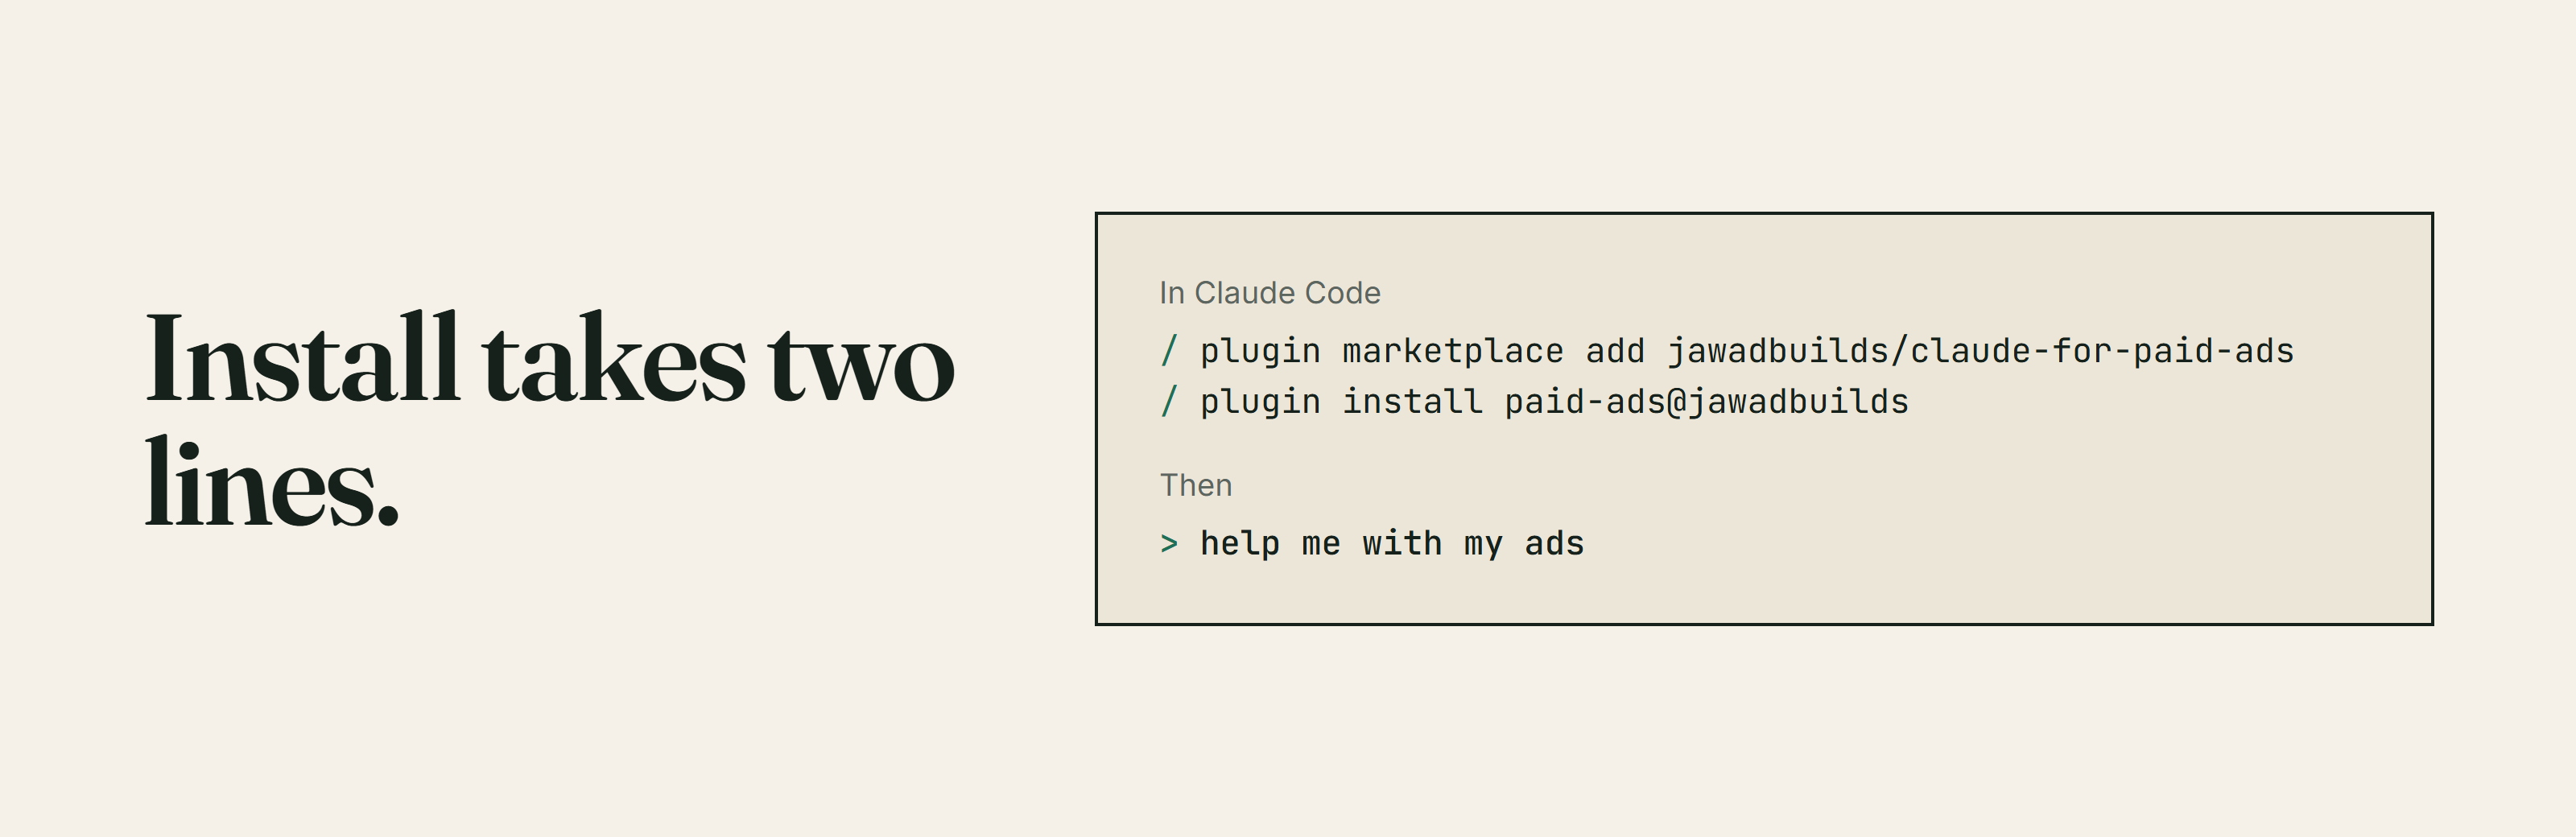 Install takes two
lines.
In Claude Code
/ plugin marketplace add jawadbuilds/claude-for-paid-ads
/ plugin install paid-ads@jawadbuilds
Then
> help me with my ads